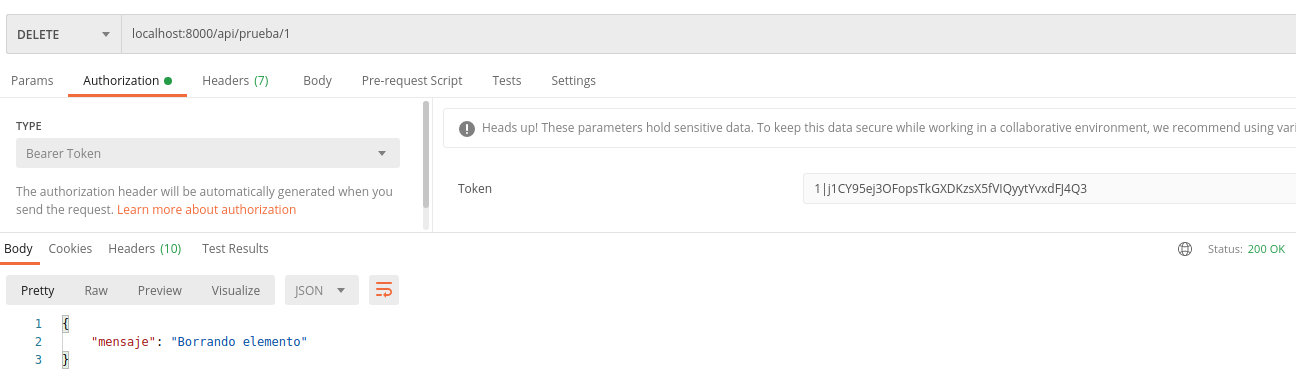 DELETE localhost:8000/api/prueba/1
Params Authorization Headers (7) Body Pre-request Script Tests Settings
TYPE
Bearer Token
The authorization header will be automatically generated when you
send the request. Learn more about authorization
Heads up! These parameters hold sensitive data. To keep this data secure while working in a collaborative environment, we recommend using vari
Token 1|j1CY95ej3OFopsTkGXDKzsX5fVIQyytYvxdFJ4Q3
Body Cookies Headers (10) Test Results Status: 200 OK
Pretty Raw Preview Visualize JSON
1 {
2 "mensaje": "Borrando elemento"
3 }